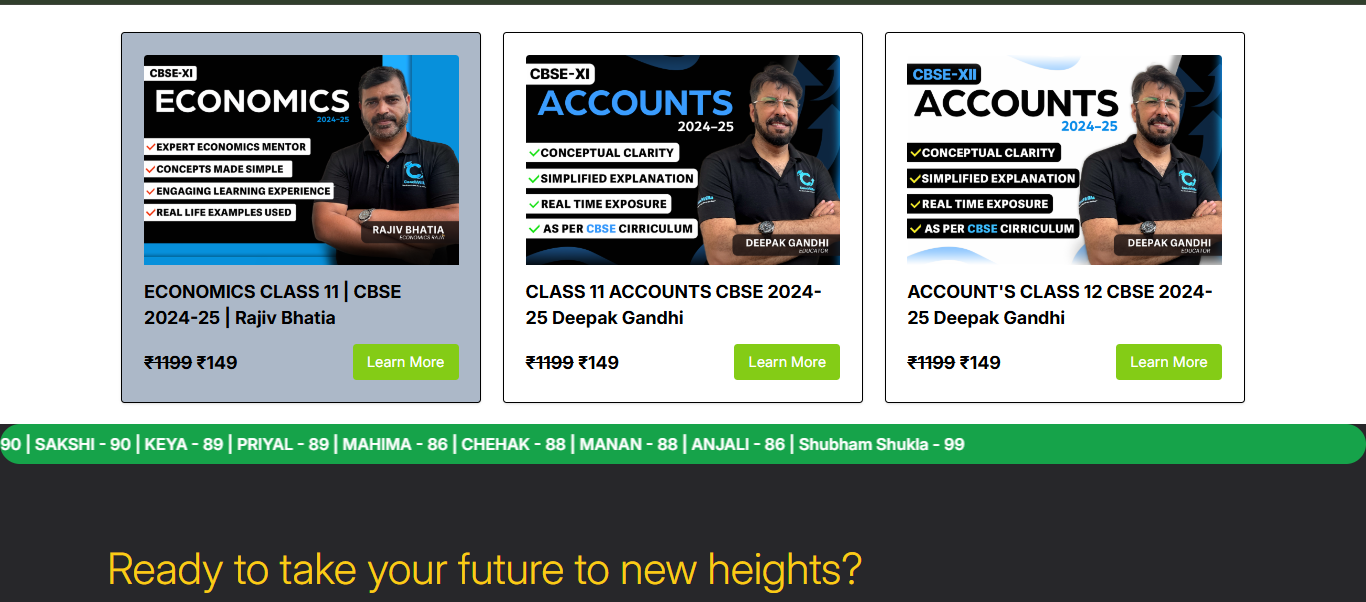 CBSE-XI
ECONOMICS
2024-25
✓EXPERT ECONOMICS MENTOR
✓CONCEPTS MADE SIMPLE
✓ENGAGING LEARNING EXPERIENCE
✓REAL LIFE EXAMPLES USED
RAJIV BHATIA
ECONOMICS RAJIV
ECONOMICS CLASS 11 | CBSE
2024-25 | Rajiv Bhatia
₹1199 ₹149
Learn More
CBSE-XI
ACCOUNTS
2024-25
✓CONCEPTUAL CLARITY
✓SIMPLIFIED EXPLANATION
✓REAL TIME EXPOSURE
✓ AS PER CBSE CIRRICULUM
DEEPAK GANDHI
EDUCATOR
CLASS 11 ACCOUNTS CBSE 2024-
25 Deepak Gandhi
₹1199 ₹149
Learn More
CBSE-XII
ACCOUNTS
2024-25
✓CONCEPTUAL CLARITY
✓SIMPLIFIED EXPLANATION
✓REAL TIME EXPOSURE
✓ AS PER CBSE CIRRICULUM
DEEPAK GANDHI
EDUCATOR
ACCOUNT'S CLASS 12 CBSE 2024-
25 Deepak Gandhi
₹1199 ₹149
Learn More
90 | SAKSHI - 90 | KEYA - 89 | PRIYAL - 89 | MAHIMA - 86 | CHEHAK - 88 | MANAN - 88 | ANJALI - 86 | Shubham Shukla - 99
Ready to take your future to new heights?